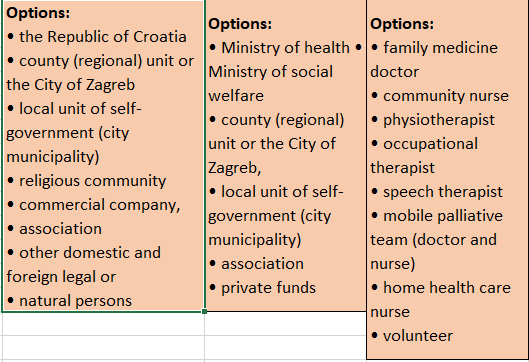 Options:
• the Republic of Croatia
• county (regional) unit or
the City of Zagreb
• local unit of self-
government (city
municipality)
• religious community
• commercial company,
• association
• other domestic and
foreign legal or
• natural persons
Options:
• Ministry of health •
Ministry of social
welfare
• county (regional)
unit or the City of
Zagreb,
• local unit of self-
government (city
municipality)
• association
• private funds
Options:
• family medicine
doctor
• community nurse
• physiotherapist
• occupational
therapist
• speech therapist
• mobile palliative
team (doctor and
nurse)
• home health care
nurse
• volunteer